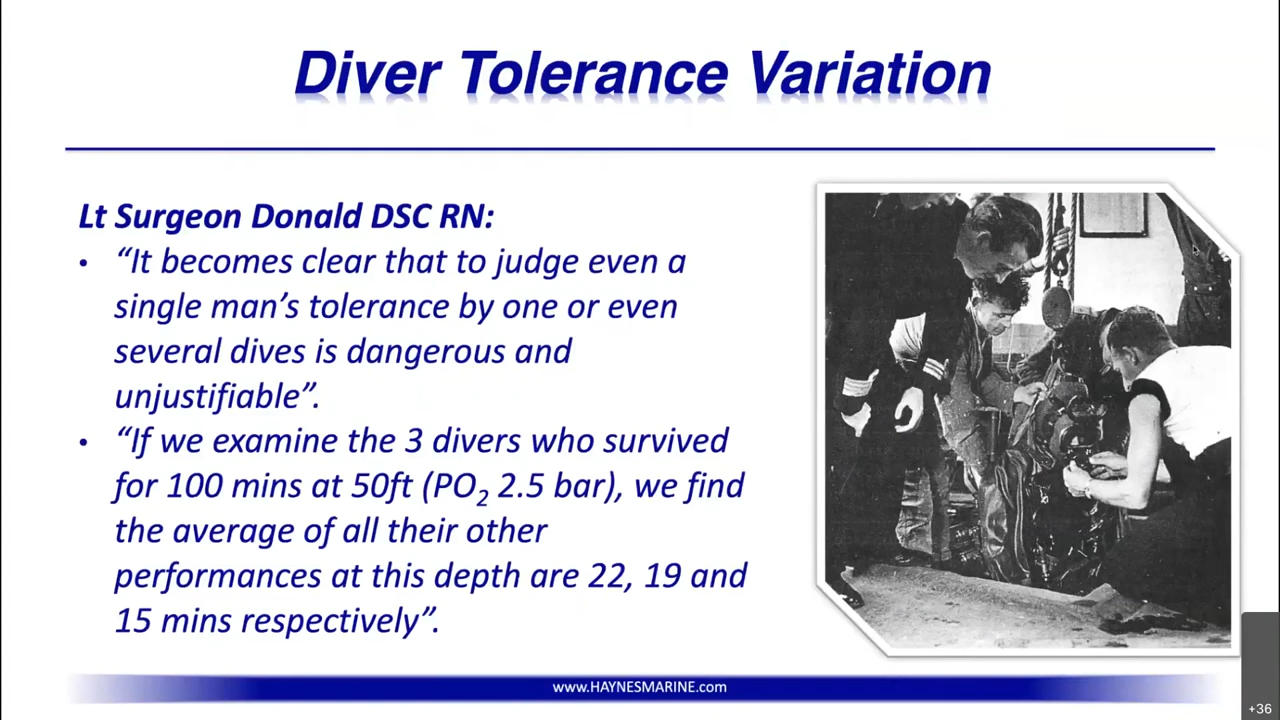 Diver Tolerance Variation
Lt Surgeon Donald DSC RN:
• “It becomes clear that to judge even a
single man’s tolerance by one or even
several dives is dangerous and
unjustifiable”.
• “If we examine the 3 divers who survived
for 100 mins at 50ft (PO₂ 2.5 bar), we find
the average of all their other
performances at this depth are 22, 19 and
15 mins respectively”.
www.HAYNESMARINE.com
+36